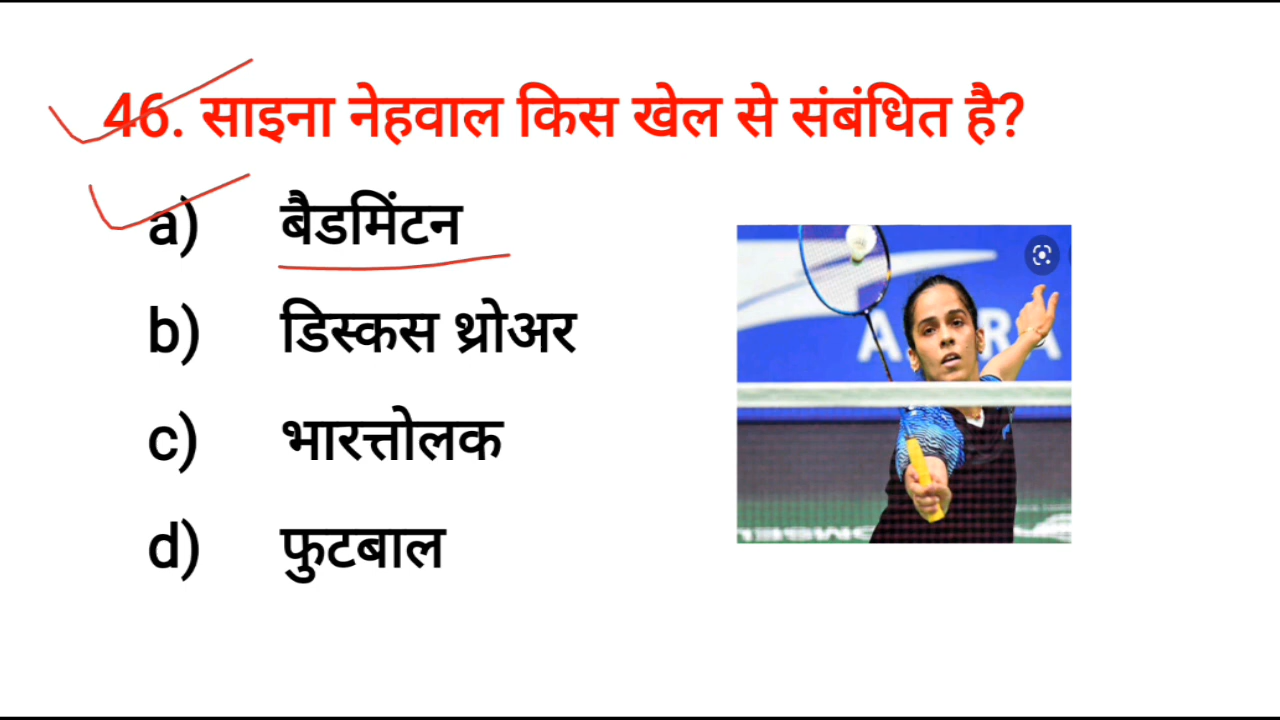 46. साइना नेहवाल किस खेल से संबंधित है?
a) बैडमिंटन
b) डिस्कस थ्रोअर
c) भारत्तोलक
d) फुटबाल